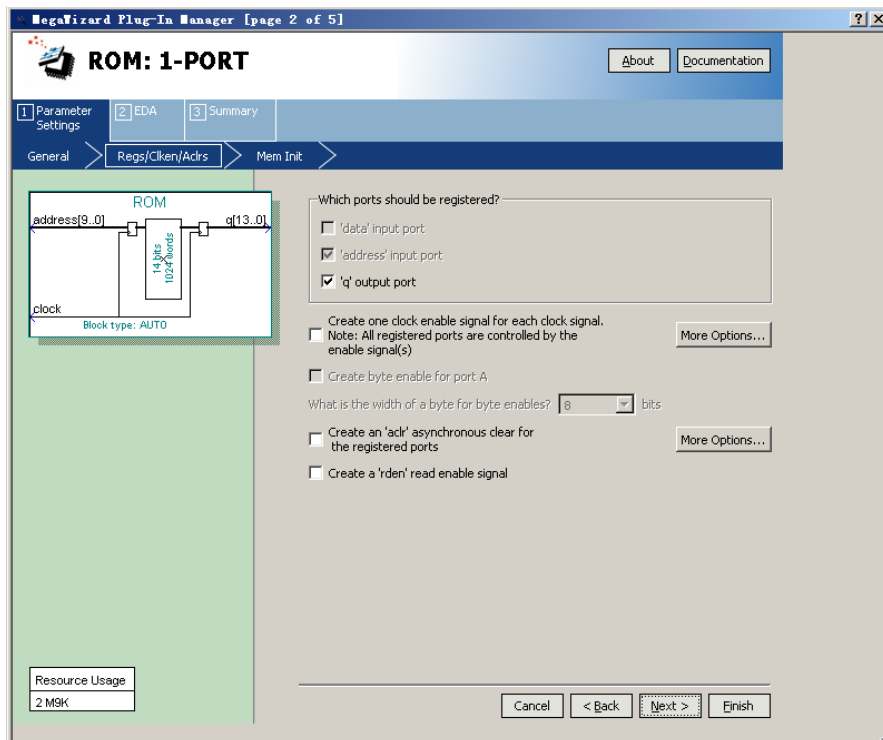 MegaWizard Plug-In Manager [page 2 of 5]
ROM: 1-PORT
About
Documentation
1 Parameter Settings
2 EDA
3 Summary
General
Regs/Clken/Aclrs
Mem Init
ROM
address[9..0]
q[13..0]
14 bits
1024 words
clock
Block type: AUTO
Which ports should be registered?
'data' input port
'address' input port
'q' output port
Create one clock enable signal for each clock signal.
Note: All registered ports are controlled by the
enable signal(s)
More Options...
Create byte enable for port A
What is the width of a byte for byte enables? 8 bits
Create an 'aclr' asynchronous clear for
the registered ports
More Options...
Create a 'rden' read enable signal
Resource Usage
2 M9K
Cancel
< Back
Next >
Finish